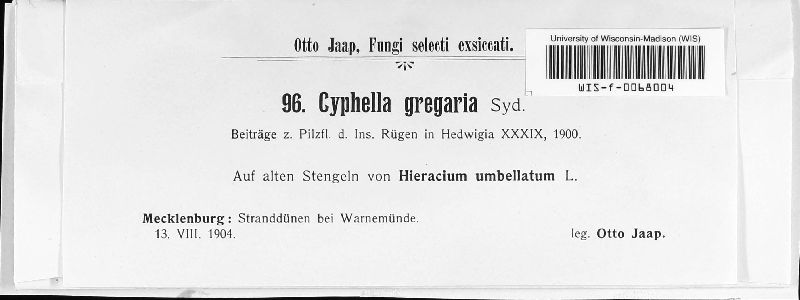 Otto Jaap, Fungi selecti exsiccati.
University of Wisconsin-Madison (WIS)
WIS-f-0068004
96. Cyphella gregaria Syd.
Beiträge z. Pilzfl. d. Ins. Rügen in Hedwigia XXXIX, 1900.
Auf alten Stengeln von Hieracium umbellatum L.
Mecklenburg: Stranddünen bei Warnemünde.
13. VIII. 1904.
leg. Otto Jaap.